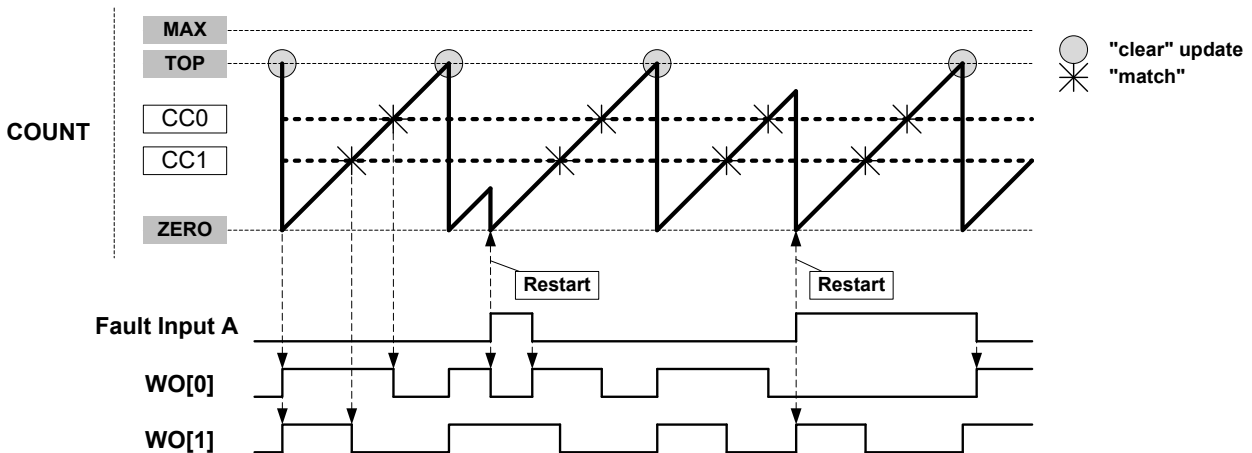 MAX
"clear" update
TOP
"match"
CC0
COUNT
CC1
ZERO
Restart
Restart
Fault Input A
WO[0]
WO[1]